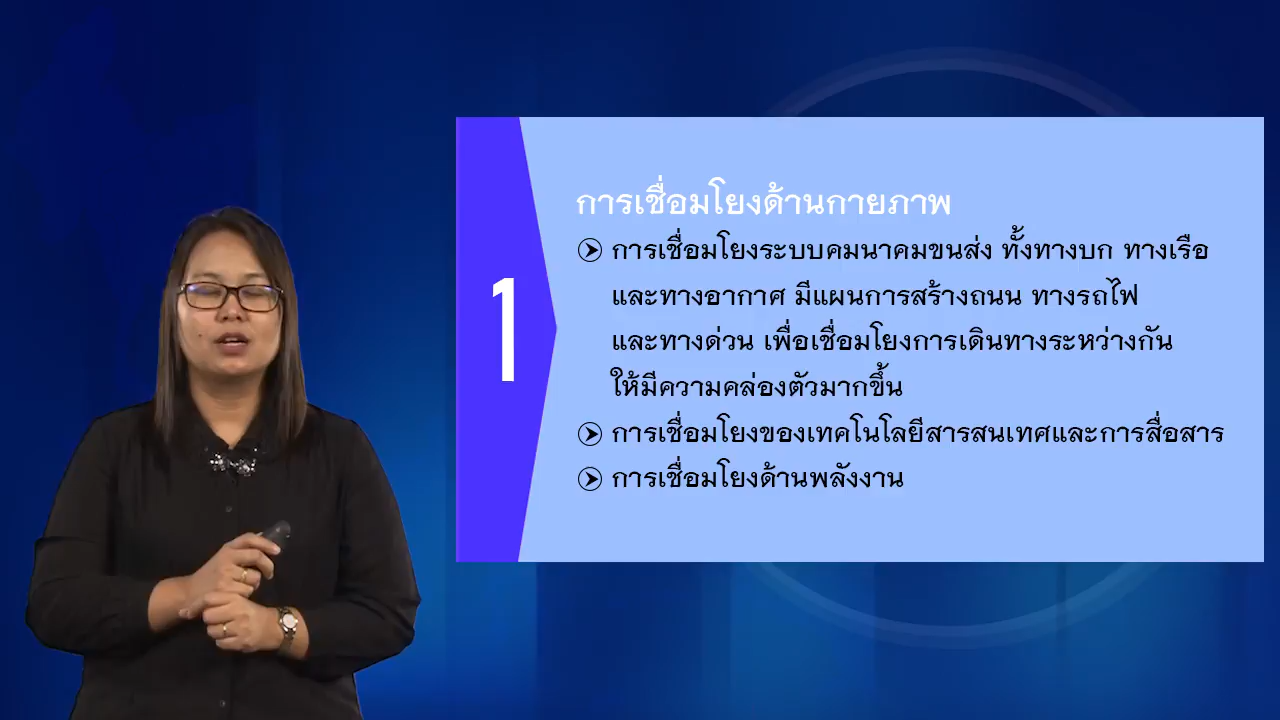 1
การเชื่อมโยงด้านกายภาพ
การเชื่อมโยงระบบคมนาคมขนส่ง ทั้งทางบก ทางเรือ
และทางอากาศ มีแผนการสร้างถนน ทางรถไฟ
และทางด่วน เพื่อเชื่อมโยงการเดินทางระหว่างกัน
ให้มีความคล่องตัวมากขึ้น
การเชื่อมโยงของเทคโนโลยีสารสนเทศและการสื่อสาร
การเชื่อมโยงด้านพลังงาน